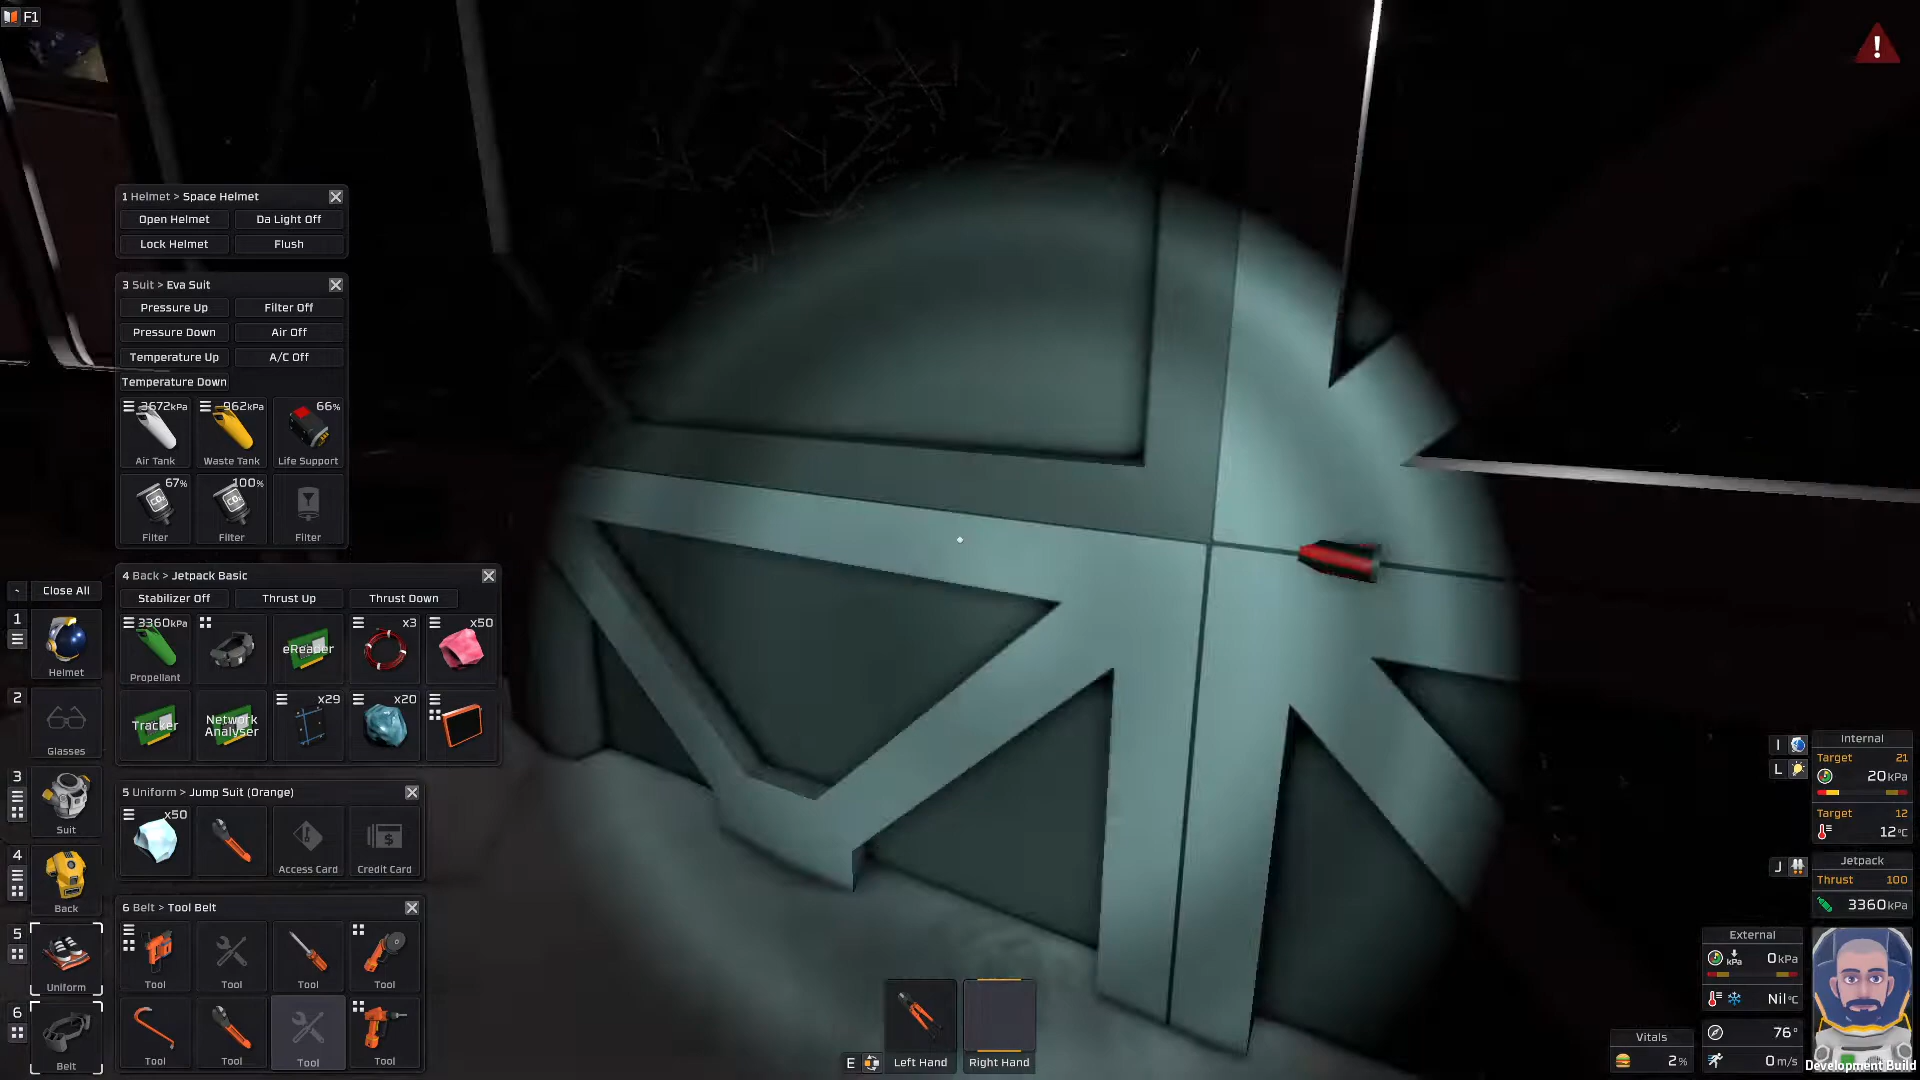 F1
1 Helmet > Space Helmet
Open Helmet
Da Light Off
Lock Helmet
Flush
3 Suit > Eva Suit
Pressure Up
Filter Off
Pressure Down
Air Off
Temperature Up
A/C Off
Temperature Down
3672kPa
962kPa
66%
Air Tank
Waste Tank
Life Support
67%
100%
Filter
Filter
Filter
4 Back > Jetpack Basic
Stabilizer Off
Thrust Up
Thrust Down
3360kPa
eReader
x3
x50
Propellant
Tracker
Network
Analyser
x29
x20
5 Uniform > Jump Suit (Orange)
x50
Access Card
Credit Card
6 Belt > Tool Belt
Tool
Tool
Tool
Tool
Tool
Tool
Tool
Tool
~
Close All
1
Helmet
2
Glasses
3
Suit
4
Back
5
Uniform
6
Belt
E
Left Hand
Right Hand
I
L
Internal
Target 21
20kPa
Target 12
12°C
J
Jetpack
Thrust 100
3360kPa
External
kPa
0kPa
Nil°C
Vitals
2%
76°
0m/s
Development Build